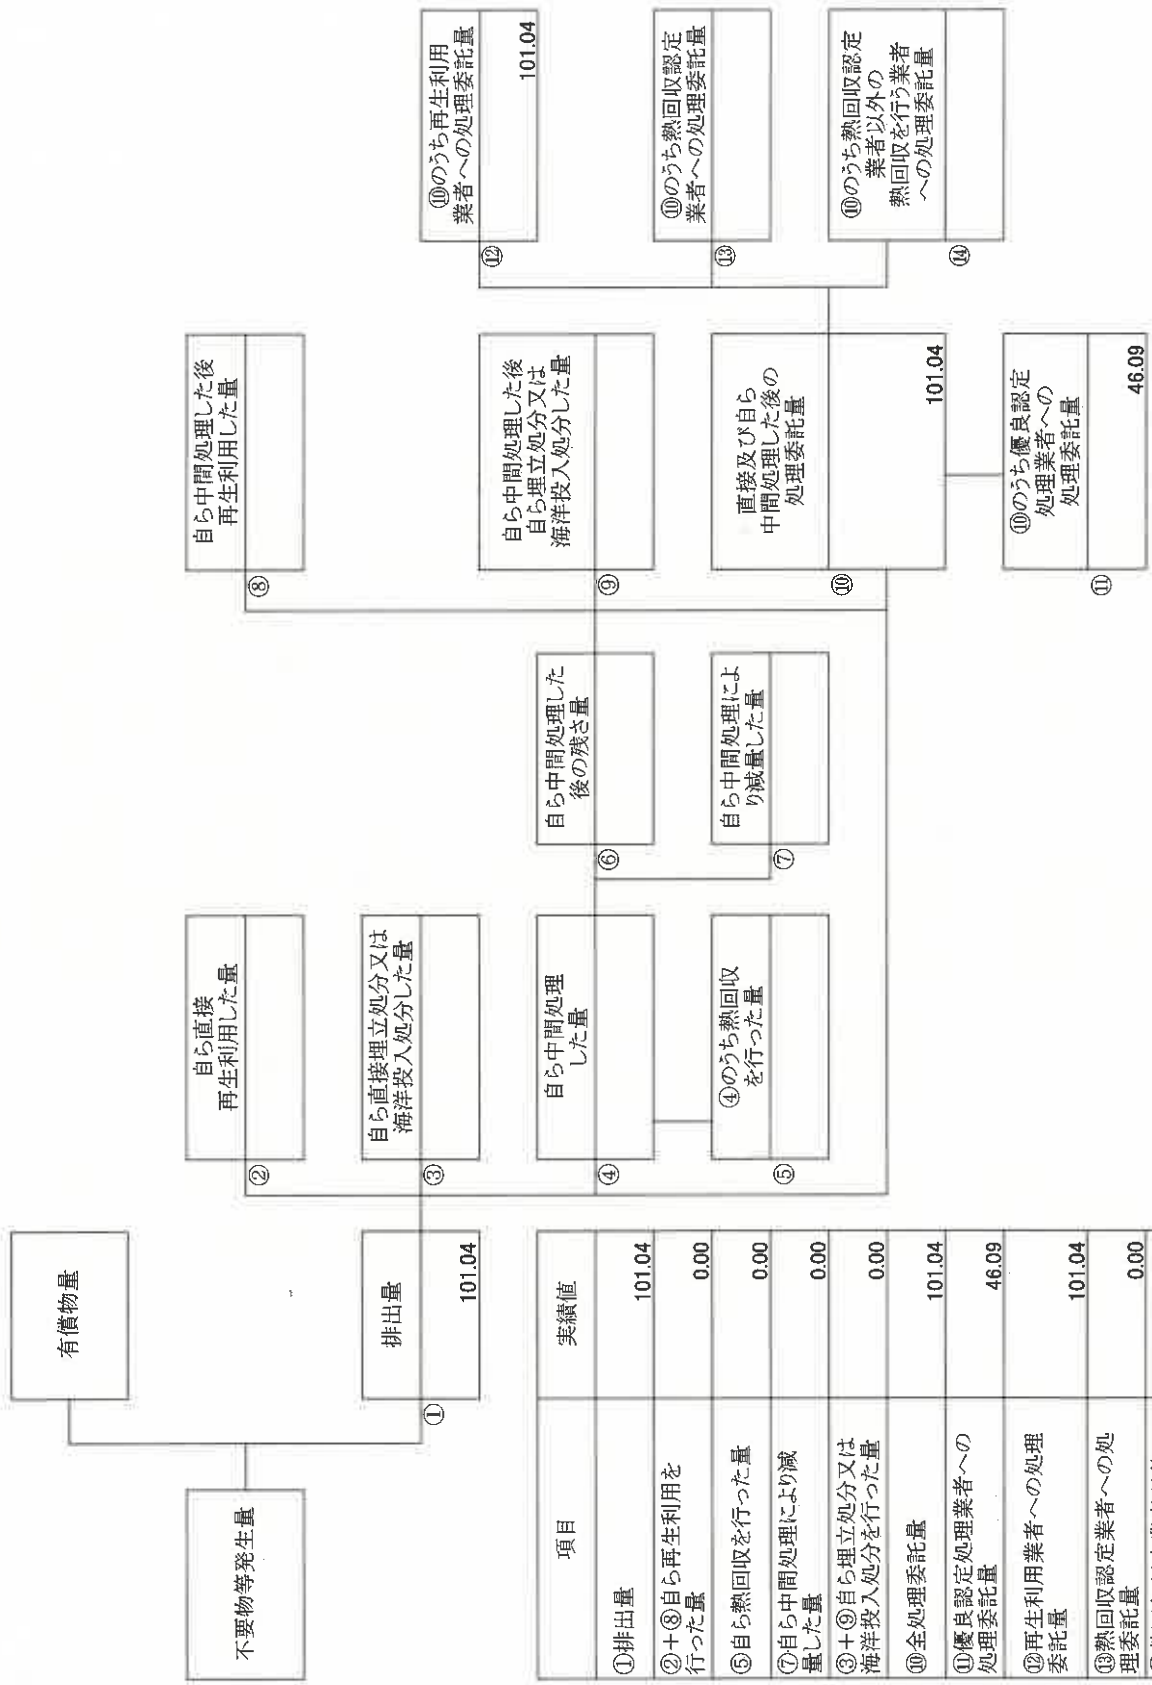 不要物等発生量
有償物量
排出量
①
101.04
自ら直接
再生利用した量
②
自ら直接埋立処分又は
海洋投入処分した量
③
自ら中間処理
した量
④
④のうち熱回収
を行った量
⑤
自ら中間処理した
後の残さ量
⑥
自ら中間処理によ
り減量した量
⑦
自ら中間処理した後
再生利用した量
⑧
自ら中間処理した後
自ら埋立処分又は
海洋投入処分した量
⑨
直接及び自ら
中間処理した後の
処理委託量
⑩
101.04
⑩のうち優良認定
処理業者への
処理委託量
⑪
46.09
⑩のうち再生利用
業者への処理委託量
⑫
101.04
⑩のうち熱回収認定
業者への処理委託量
⑬
⑩のうち熱回収認定
業者以外の
熱回収を行う業者
への処理委託量
⑭
項目
実績値
①排出量
101.04
②+⑧自ら再生利用を
行った量
0.00
⑤自ら熱回収を行った量
0.00
⑦自ら中間処理により減
量した量
0.00
③+⑨自ら埋立処分又は
海洋投入処分を行った量
0.00
⑩全処理委託量
101.04
⑪優良認定処理業者への
処理委託量
46.09
⑫再生利用業者への処理
委託量
101.04
⑬熱回収認定業者への処
理委託量
0.00